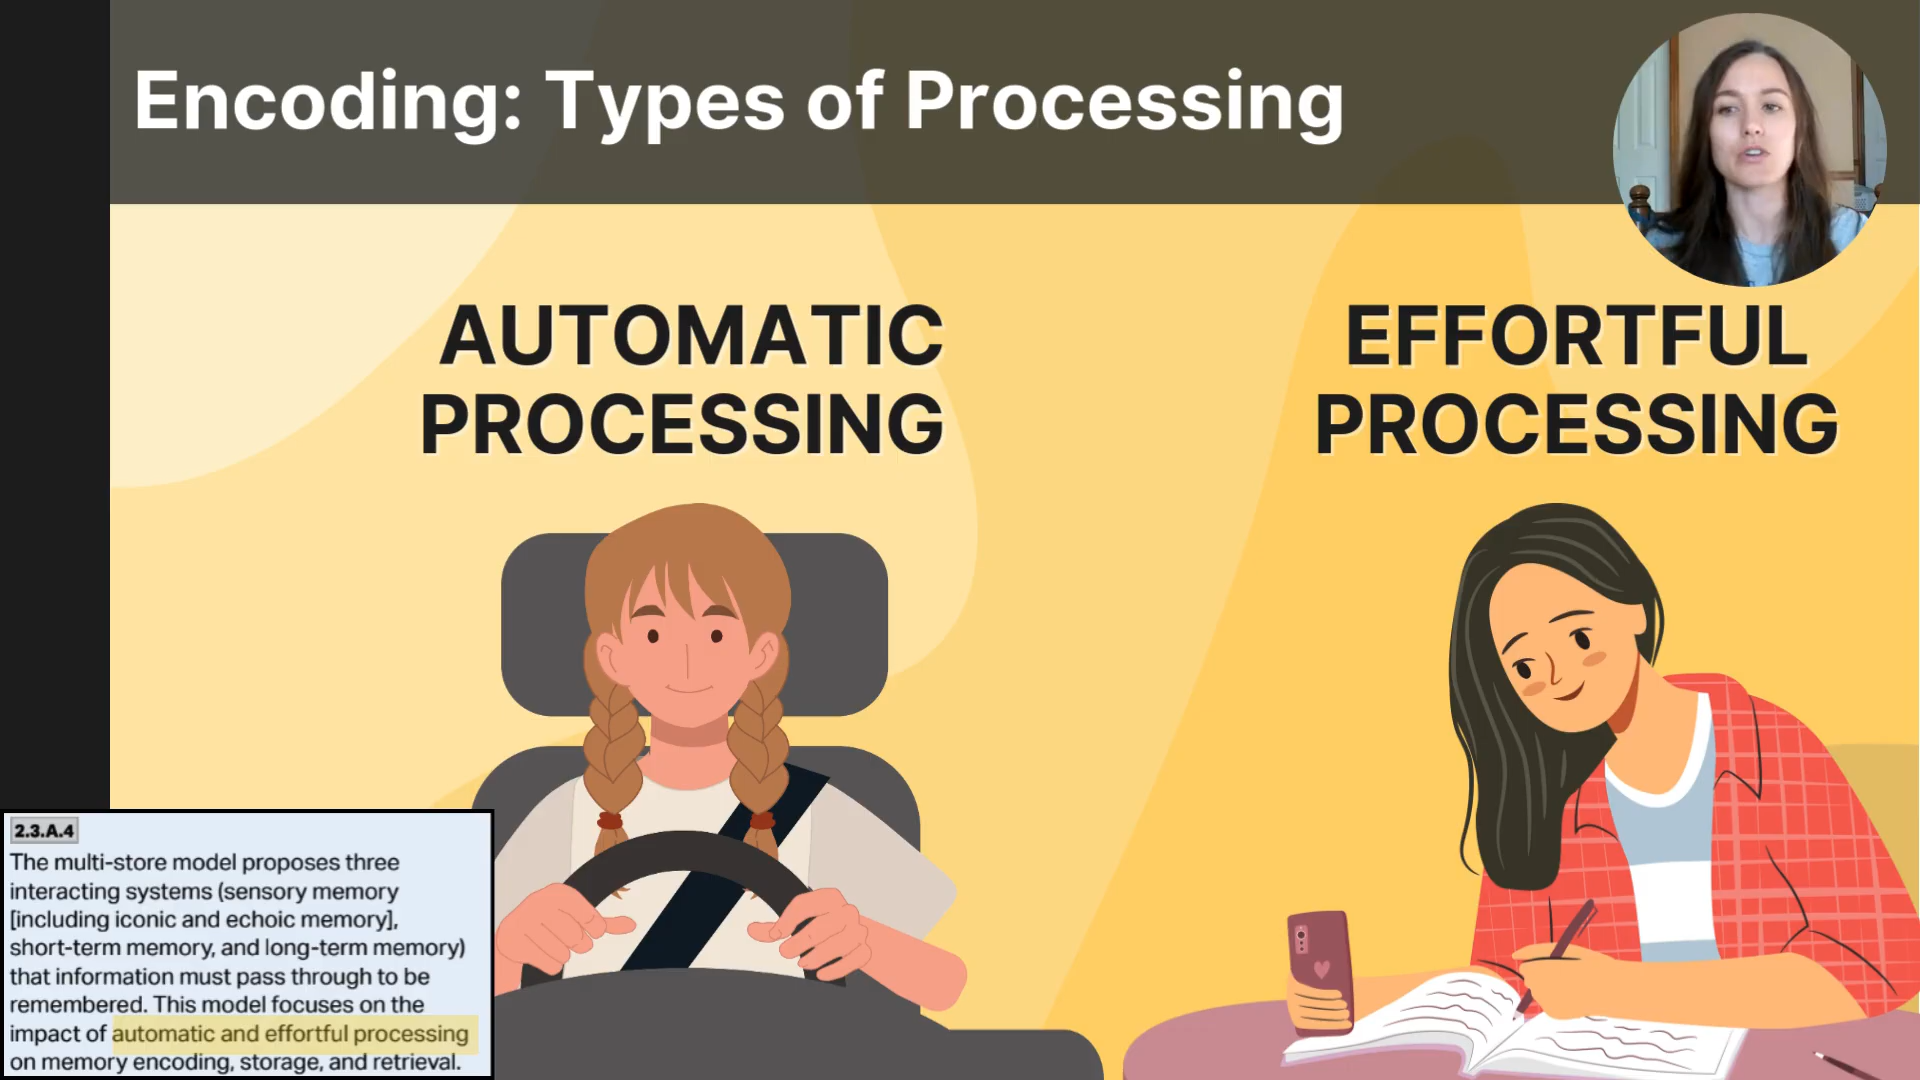 Encoding: Types of Processing
AUTOMATIC
PROCESSING
EFFORTFUL
PROCESSING
2.3.A.4
The multi-store model proposes three
interacting systems (sensory memory
[including iconic and echoic memory],
short-term memory, and long-term memory)
that information must pass through to be
remembered. This model focuses on the
impact of automatic and effortful processing
on memory encoding, storage, and retrieval.